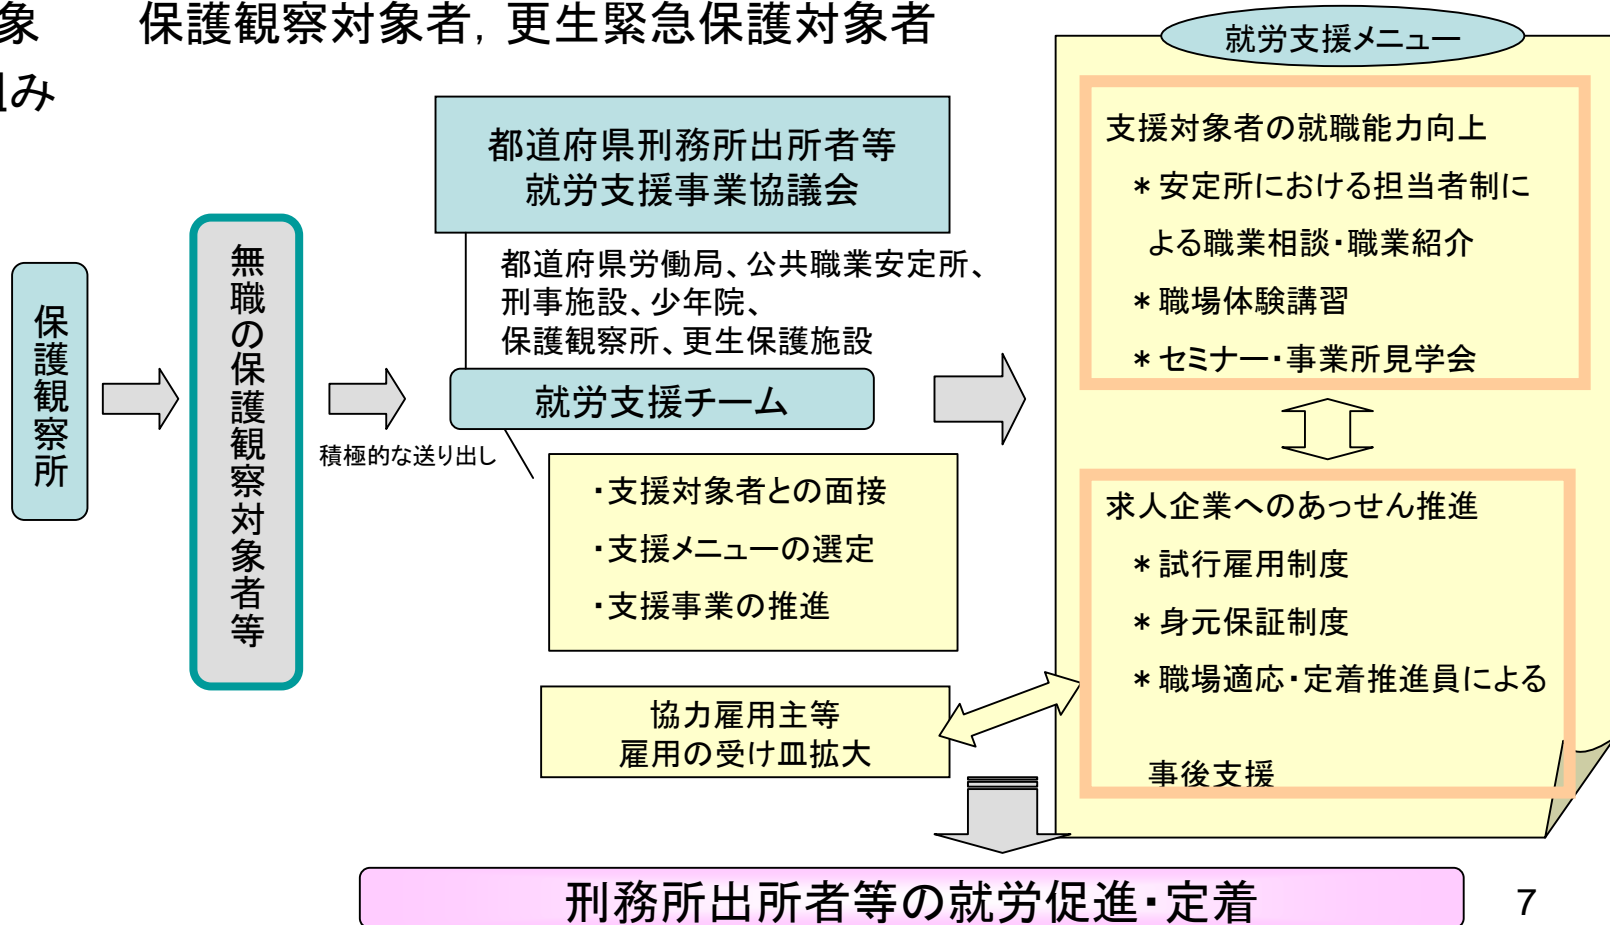 象　　保護観察対象者，更生緊急保護対象者
組み
都道府県刑務所出所者等
就労支援事業協議会
都道府県労働局、公共職業安定所、
刑事施設、少年院、
保護観察所、更生保護施設
保護観察所
無職の保護観察対象者等
積極的な送り出し
就労支援チーム
・支援対象者との面接
・支援メニューの選定
・支援事業の推進
協力雇用主等
雇用の受け皿拡大
就労支援メニュー
支援対象者の就職能力向上
＊安定所における担当者制に
よる職業相談・職業紹介
＊職場体験講習
＊セミナー・事業所見学会
求人企業へのあっせん推進
＊試行雇用制度
＊身元保証制度
＊職場適応・定着推進員による
事後支援
刑務所出所者等の就労促進・定着
7